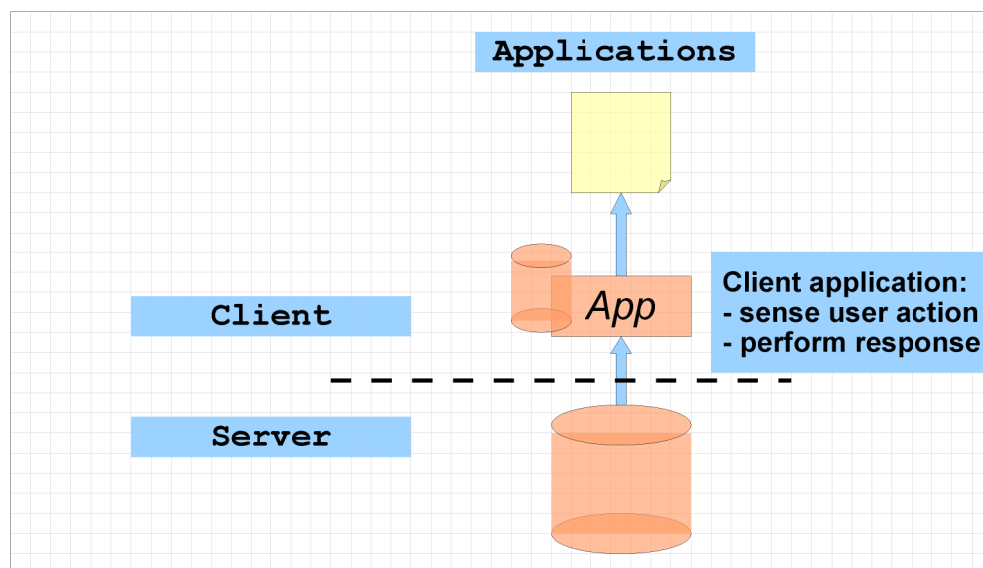 Applications
Client
App
Client application:
- sense user action
- perform response
Server